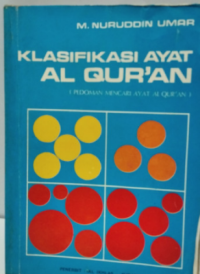 M. NURUDDIN UMAR
KLASIFIKASI AYAT
AL QUR'AN
( PEDOMAN MENCARI AYAT AL QUR'AN )